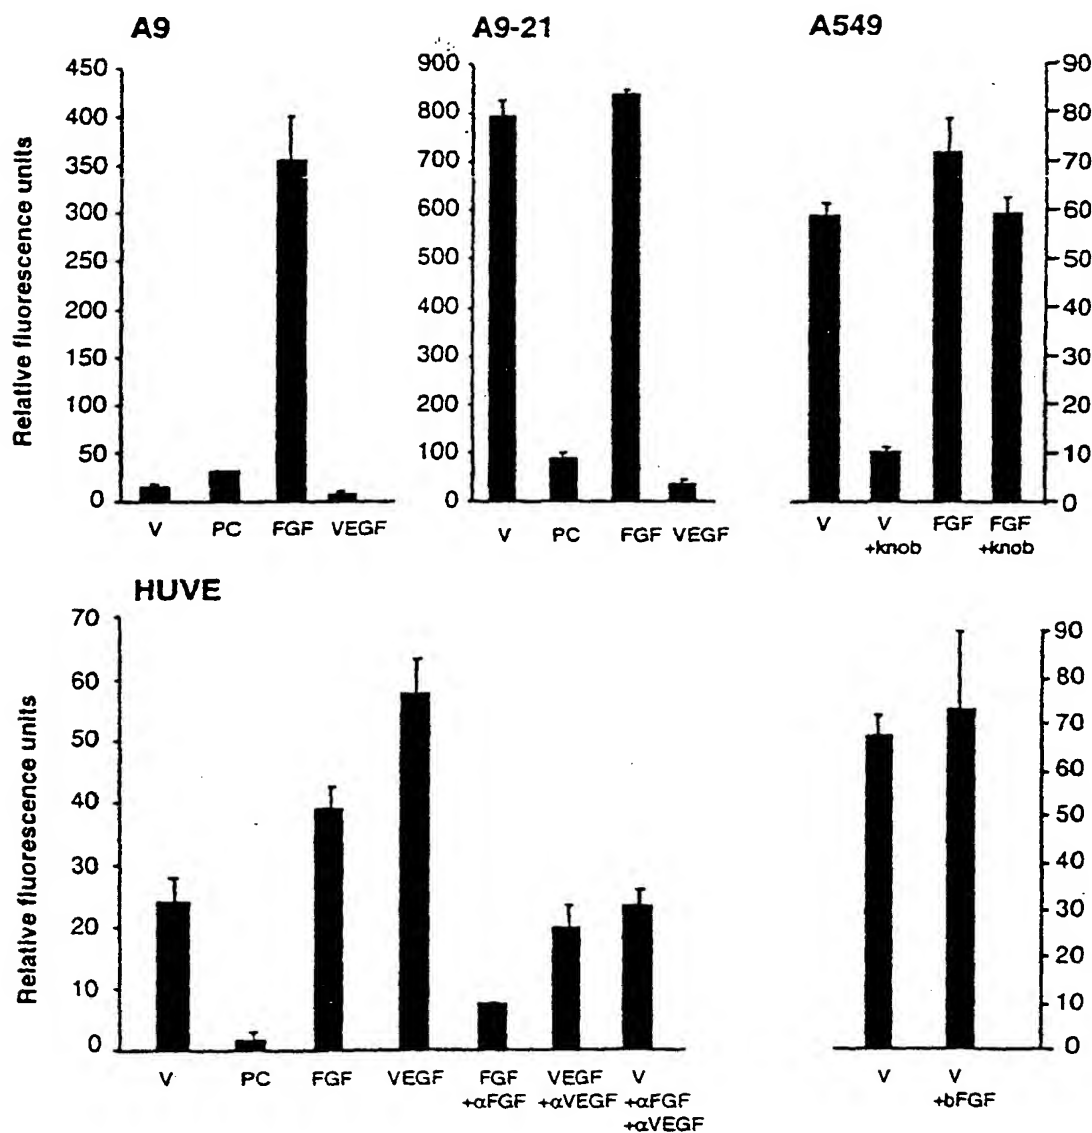 A9
A9-21
A549
Relative fluorescence units
450
400
350
300
250
200
150
100
50
0
V
PC
FGF
VEGF
900
800
700
600
500
400
300
200
100
0
V
PC
FGF
VEGF
90
80
70
60
50
40
30
20
10
0
V
V
+knob
FGF
FGF
+knob
HUVE
Relative fluorescence units
70
60
50
40
30
20
10
0
V
PC
FGF
VEGF
FGF
+αFGF
VEGF
+αVEGF
V
+αFGF
+αVEGF
90
80
70
60
50
40
30
20
10
0
V
V
+bFGF